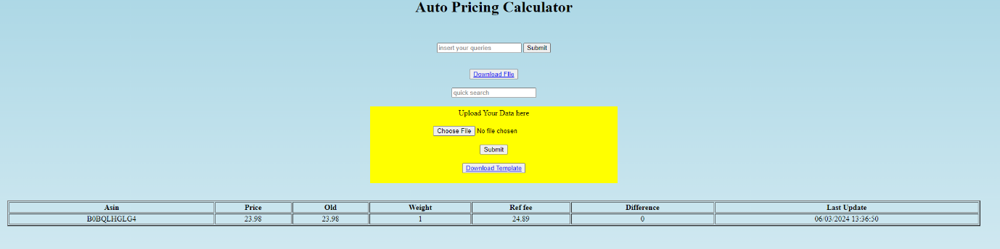 Auto Pricing Calculator
insert your queries Submit
Download FIle
quick search
Upload Your Data here
Choose File No file chosen
Submit
Download Template
Asin Price Old Weight Ref fee Difference Last Update
B0BQLHGLG4 23.98 23.98 1 24.89 0 06/03/2024 13:36:50